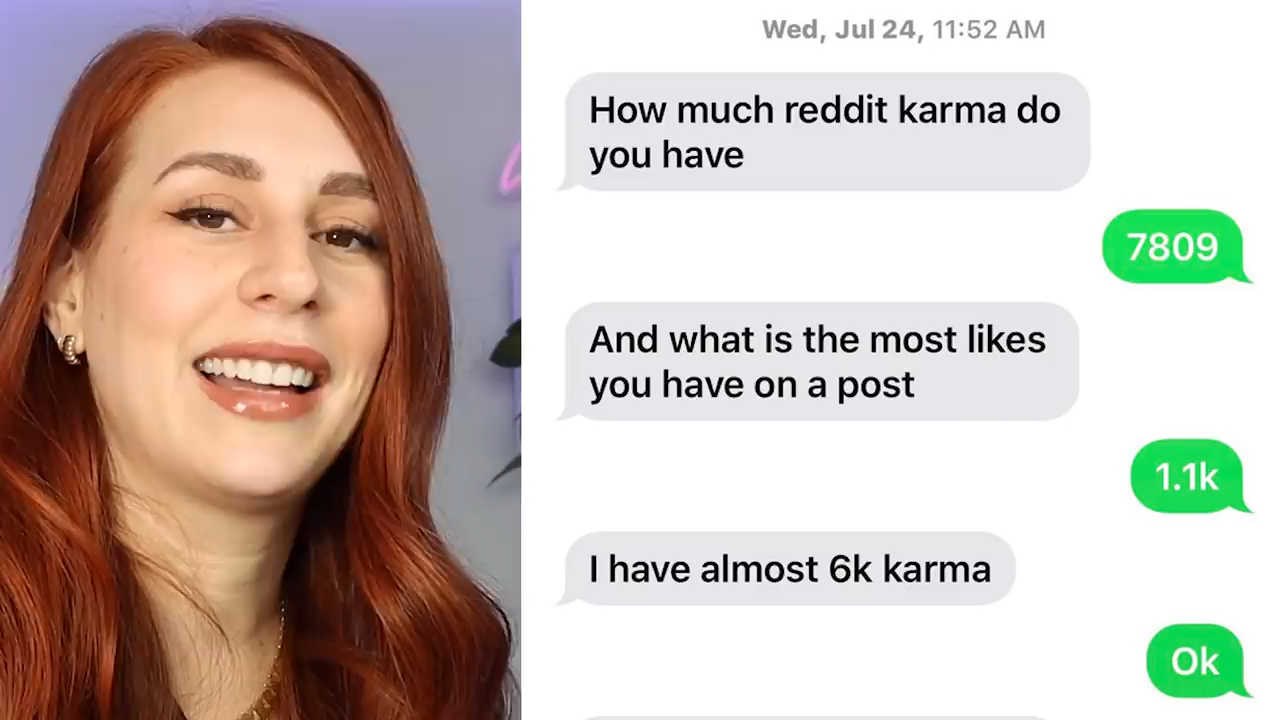 Wed, Jul 24, 11:52 AM
How much reddit karma do
you have
7809
And what is the most likes
you have on a post
1.1k
I have almost 6k karma
Ok